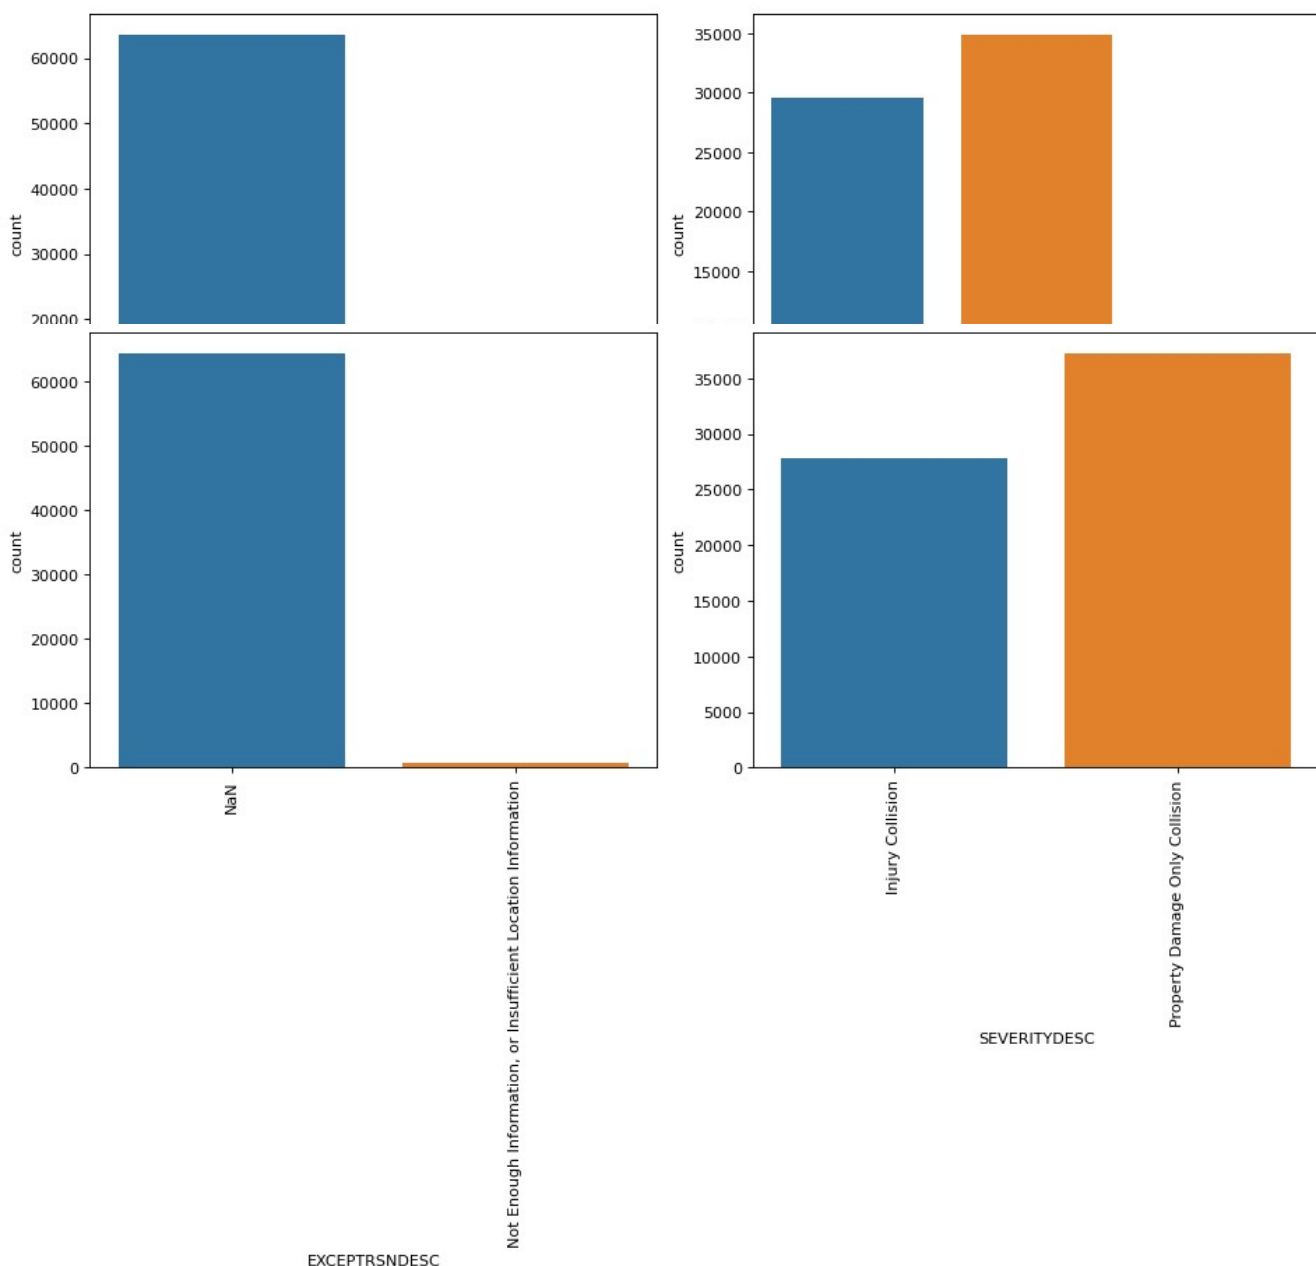 60000
50000
40000
30000
20000
count
35000
30000
25000
20000
15000
count
60000
50000
40000
30000
20000
10000
0
count
NaN
Not Enough Information, or Insufficient Location Information
EXCEPTRSNDESC
35000
30000
25000
20000
15000
10000
5000
0
count
Injury Collision
Property Damage Only Collision
SEVERITYDESC